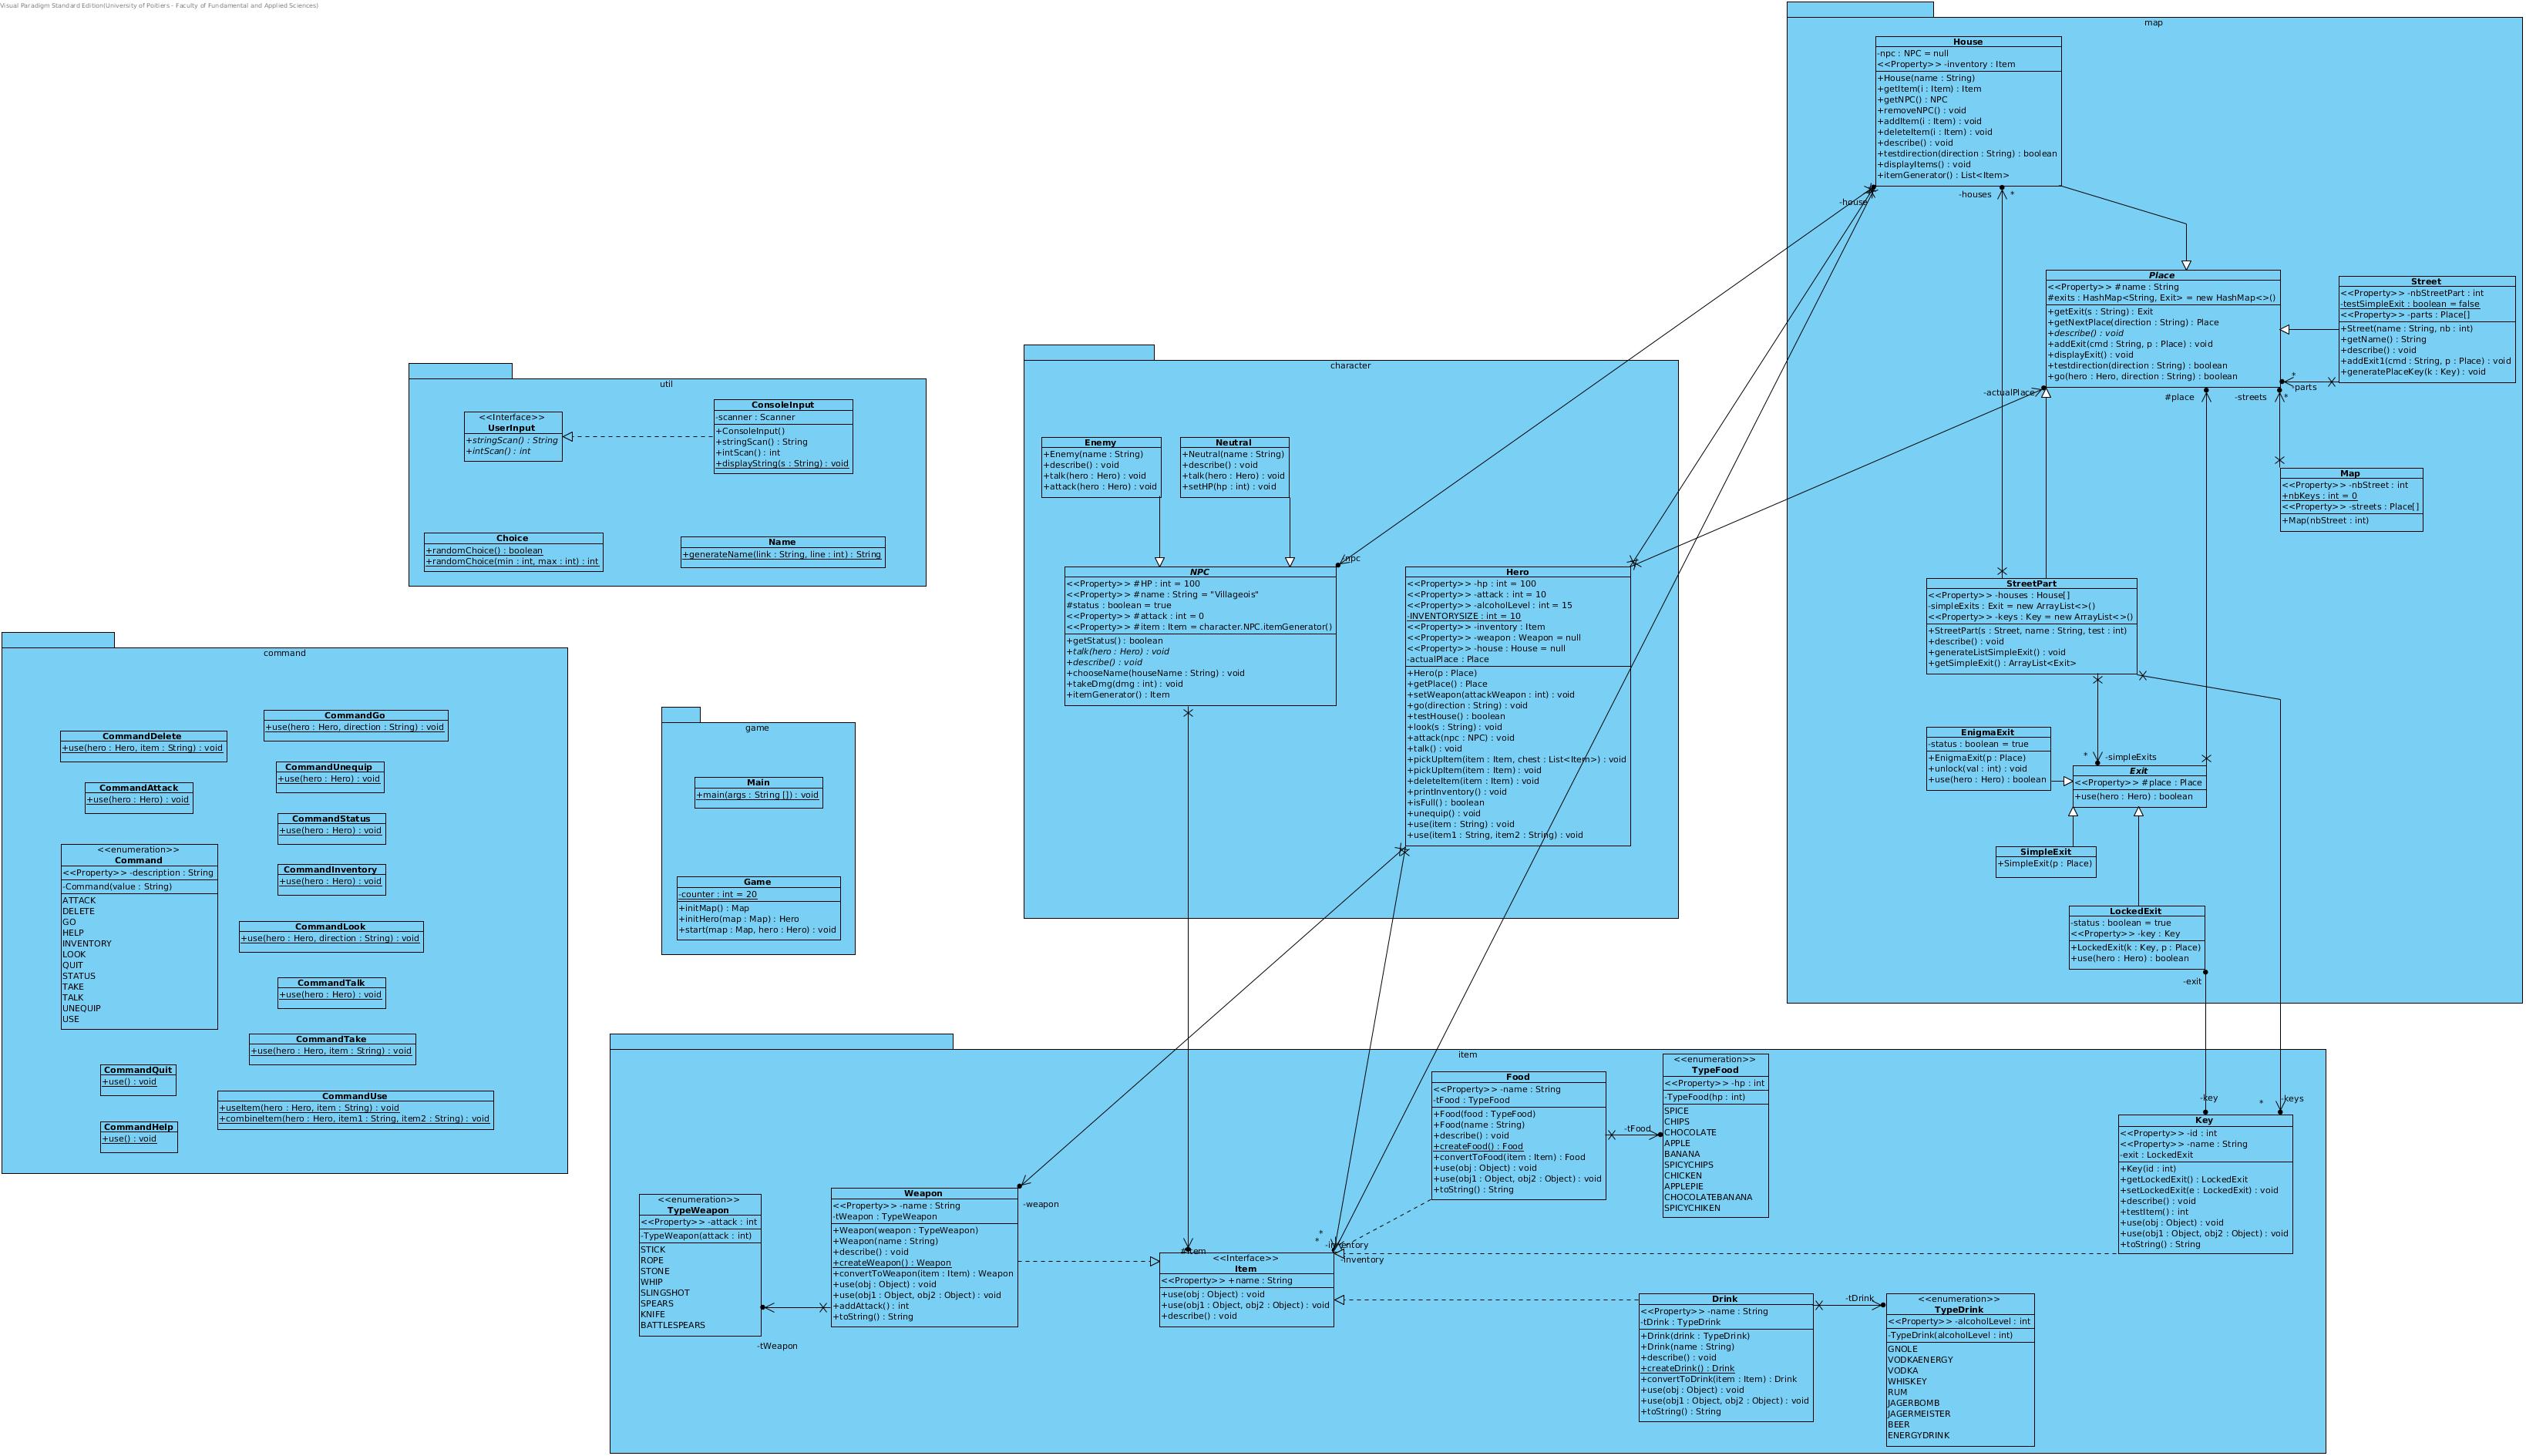 Visual Paradigm Standard Edition(University of Poitiers - Faculty of Fundamental and Applied Sciences)
map
House
-npc : NPC = null
<<Property>> -inventory : Item
+House(name : String)
+getItem(i : Item) : Item
+getNPC() : NPC
+removeNPC() : void
+addItem(i : Item) : void
+deleteItem(i : Item) : void
+describe() : void
+testdirection(direction : String) : boolean
+displayItems() : void
+itemGenerator() : List<Item>
-house
-houses
*
Place
<<Property>> #name : String
#exits : HashMap<String, Exit> = new HashMap<>()
+getExit(s : String) : Exit
+getNextPlace(direction : String) : Place
+describe() : void
+addExit(cmd : String, p : Place) : void
+displayExit() : void
+testdirection(direction : String) : boolean
+go(hero : Hero, direction : String) : boolean
-actualPlace
#place
-streets
*
Street
<<Property>> -nbStreetPart : int
-testSimpleExit : boolean = false
<<Property>> -parts : Place[]
+Street(name : String, nb : int)
+getName() : String
+describe() : void
+addExit1(cmd : String, p : Place) : void
+generatePlaceKey(k : Key) : void
*
-parts
Map
<<Property>> -nbStreet : int
+nbKeys : int = 0
<<Property>> -streets : Place[]
+Map(nbStreet : int)
StreetPart
<<Property>> -houses : House[]
-simpleExits : Exit = new ArrayList<>()
<<Property>> -keys : Key = new ArrayList<>()
+StreetPart(s : Street, name : String, test : int)
+describe() : void
+generateListSimpleExit() : void
+getSimpleExit() : ArrayList<Exit>
EnigmaExit
-status : boolean = true
+EnigmaExit(p : Place)
+unlock(val : int) : void
+use(hero : Hero) : boolean
*
-simpleExits
Exit
<<Property>> #place : Place
+use(hero : Hero) : boolean
SimpleExit
+SimpleExit(p : Place)
LockedExit
-status : boolean = true
<<Property>> -key : Key
+LockedExit(k : Key, p : Place)
+use(hero : Hero) : boolean
-exit
util
<<Interface>>
UserInput
+stringScan() : String
+intScan() : int
ConsoleInput
-scanner : Scanner
+ConsoleInput()
+stringScan() : String
+intScan() : int
+displayString(s : String) : void
Choice
+randomChoice() : boolean
+randomChoice(min : int, max : int) : int
Name
+generateName(link : String, line : int) : String
character
Enemy
+Enemy(name : String)
+describe() : void
+talk(hero : Hero) : void
+attack(hero : Hero) : void
Neutral
+Neutral(name : String)
+describe() : void
+talk(hero : Hero) : void
+setHP(hp : int) : void
-npc
NPC
<<Property>> #HP : int = 100
<<Property>> #name : String = "Villageois"
#status : boolean = true
<<Property>> #attack : int = 0
<<Property>> #item : Item = character.NPC.itemGenerator()
+getStatus() : boolean
+talk(hero : Hero) : void
+describe() : void
+chooseName(houseName : String) : void
+takeDmg(dmg : int) : void
+itemGenerator() : Item
Hero
<<Property>> -hp : int = 100
<<Property>> -attack : int = 10
<<Property>> -alcoholLevel : int = 15
-INVENTORYSIZE : int = 10
<<Property>> -inventory : Item
<<Property>> -weapon : Weapon = null
<<Property>> -house : House = null
-actualPlace : Place
+Hero(p : Place)
+getPlace() : Place
+setWeapon(attackWeapon : int) : void
+go(direction : String) : void
+testHouse() : boolean
+look(s : String) : void
+attack(npc : NPC) : void
+talk() : void
+pickUpItem(item : Item, chest : List<Item>) : void
+pickUpItem(item : Item) : void
+deleteItem(item : Item) : void
+printInventory() : void
+isFull() : boolean
+unequip() : void
+use(item : String) : void
+use(item1 : String, item2 : String) : void
command
CommandGo
+use(hero : Hero, direction : String) : void
CommandDelete
+use(hero : Hero, item : String) : void
CommandUnequip
+use(hero : Hero) : void
CommandAttack
+use(hero : Hero) : void
CommandStatus
+use(hero : Hero) : void
<<enumeration>>
Command
<<Property>> -description : String
-Command(value : String)
ATTACK
DELETE
GO
HELP
INVENTORY
LOOK
QUIT
STATUS
TAKE
TALK
UNEQUIP
USE
CommandInventory
+use(hero : Hero) : void
CommandLook
+use(hero : Hero, direction : String) : void
CommandTalk
+use(hero : Hero) : void
CommandTake
+use(hero : Hero, item : String) : void
CommandQuit
+use() : void
CommandUse
+useItem(hero : Hero, item : String) : void
+combineItem(hero : Hero, item1 : String, item2 : String) : void
CommandHelp
+use() : void
game
Main
+main(args : String []) : void
Game
-counter : int = 20
+initMap() : Map
+initHero(map : Map) : Hero
+start(map : Map, hero : Hero) : void
item
Food
<<Property>> -name : String
-tFood : TypeFood
+Food(food : TypeFood)
+Food(name : String)
+describe() : void
+createFood() : Food
+convertToFood(item : Item) : Food
+use(obj : Object) : void
+use(obj1 : Object, obj2 : Object) : void
+toString() : String
-tFood
<<enumeration>>
TypeFood
<<Property>> -hp : int
-TypeFood(hp : int)
SPICE
CHIPS
CHOCOLATE
APPLE
BANANA
SPICYCHIPS
CHICKEN
APPLEPIE
CHOCOLATEBANANA
SPICYCHIKEN
-key
*
-keys
Key
<<Property>> -id : int
<<Property>> -name : String
-exit : LockedExit
+Key(id : int)
+getLockedExit() : LockedExit
+setLockedExit(e : LockedExit) : void
+describe() : void
+testItem() : int
+use(obj : Object) : void
+use(obj1 : Object, obj2 : Object) : void
+toString() : String
<<enumeration>>
TypeWeapon
<<Property>> -attack : int
-TypeWeapon(attack : int)
STICK
ROPE
STONE
WHIP
SLINGSHOT
SPEARS
KNIFE
BATTLESPEARS
-tWeapon
Weapon
<<Property>> -name : String
-tWeapon : TypeWeapon
+Weapon(weapon : TypeWeapon)
+Weapon(name : String)
+describe() : void
+createWeapon() : Weapon
+convertToWeapon(item : Item) : Weapon
+use(obj : Object) : void
+use(obj1 : Object, obj2 : Object) : void
+addAttack() : int
+toString() : String
-weapon
#item
*
*
-inventory
-inventory
<<Interface>>
Item
<<Property>> +name : String
+use(obj : Object) : void
+use(obj1 : Object, obj2 : Object) : void
+describe() : void
Drink
<<Property>> -name : String
-tDrink : TypeDrink
+Drink(drink : TypeDrink)
+Drink(name : String)
+describe() : void
+createDrink() : Drink
+convertToDrink(item : Item) : Drink
+use(obj : Object) : void
+use(obj1 : Object, obj2 : Object) : void
+toString() : String
-tDrink
<<enumeration>>
TypeDrink
<<Property>> -alcoholLevel : int
-TypeDrink(alcoholLevel : int)
GNOLE
VODKAENERGY
VODKA
WHISKEY
RUM
JAGERBOMB
JAGERMEISTER
BEER
ENERGYDRINK